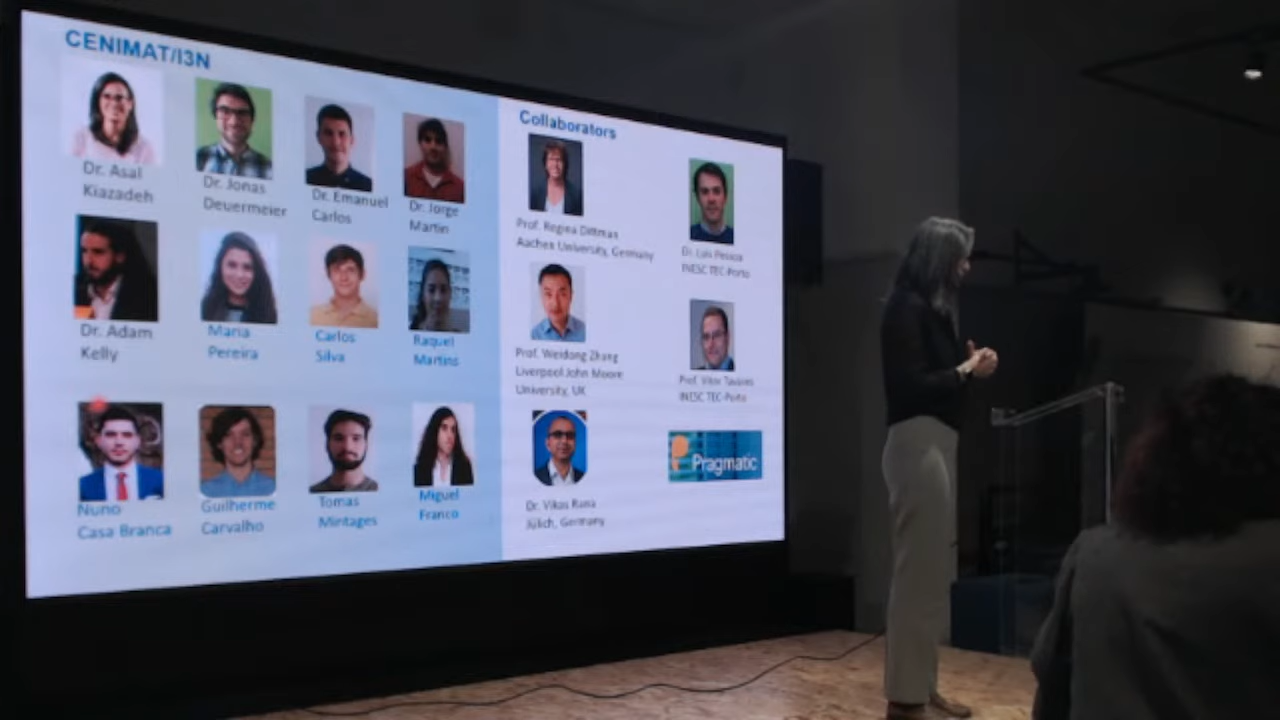 CENIMAT/I3N
Dr. Asal
Kiazadeh
Dr. Jonas
Deuermeier
Dr. Emanuel
Carlos
Dr. Jorge
Martin
Dr. Adam
Kelly
Maria
Pereira
Carlos
Silva
Raquel
Martins
Nuno
Casa Branca
Guilherme
Carvalho
Tomas
Mintages
Miguel
Franco
Collaborators
Prof. Regina Dittman
Aachen University, Germany
Dr. Luis Pessoa
INESC TEC-Porto
Prof. Weidong Zhang
Liverpool John Moore
University, UK
Prof. Vitor Tavares
INESC TEC-Porto
Dr. Vikas Rana
Jülich, Germany
Pragmatic